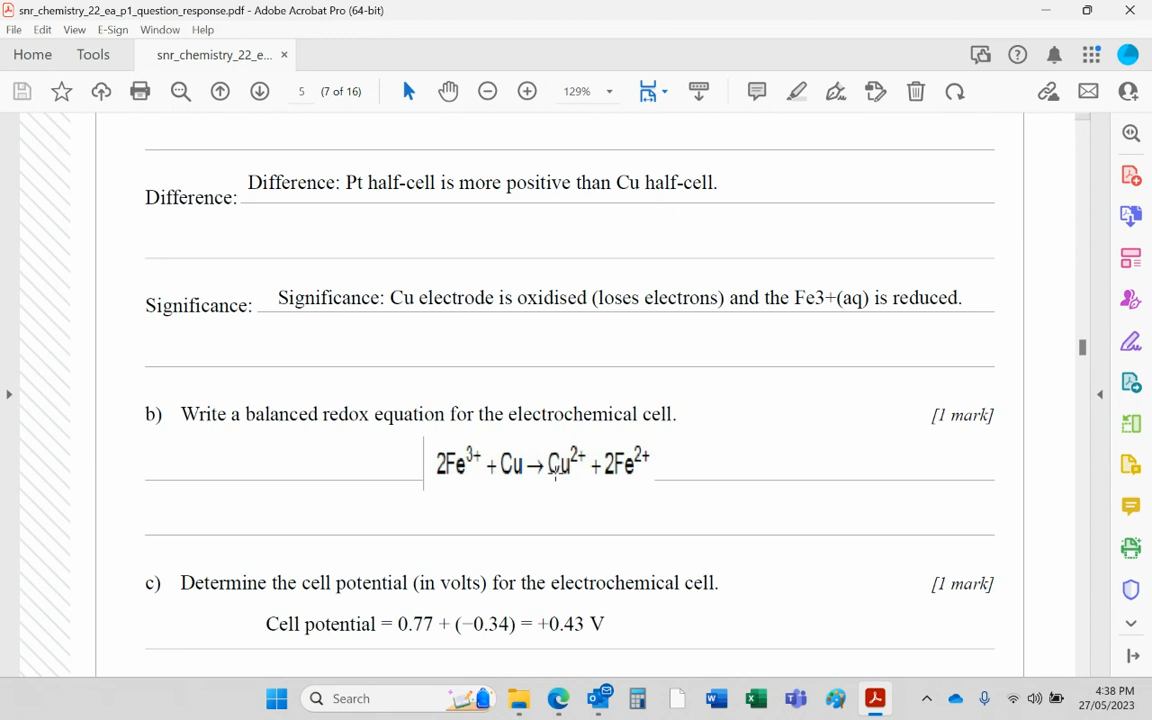 snr_chemistry_22_ea_p1_question_response.pdf - Adobe Acrobat Pro (64-bit)
File Edit View E-Sign Window Help
Home Tools snr_chemistry_22_e... ×
5 (7 of 16) 129%
Difference: Difference: Pt half-cell is more positive than Cu half-cell.
Significance: Significance: Cu electrode is oxidised (loses electrons) and the Fe3+(aq) is reduced.
b) Write a balanced redox equation for the electrochemical cell. [1 mark]
2Fe³⁺ + Cu → Cu²⁺ + 2Fe²⁺
c) Determine the cell potential (in volts) for the electrochemical cell. [1 mark]
Cell potential = 0.77 + (−0.34) = +0.43 V
Search
4:38 PM
27/05/2023